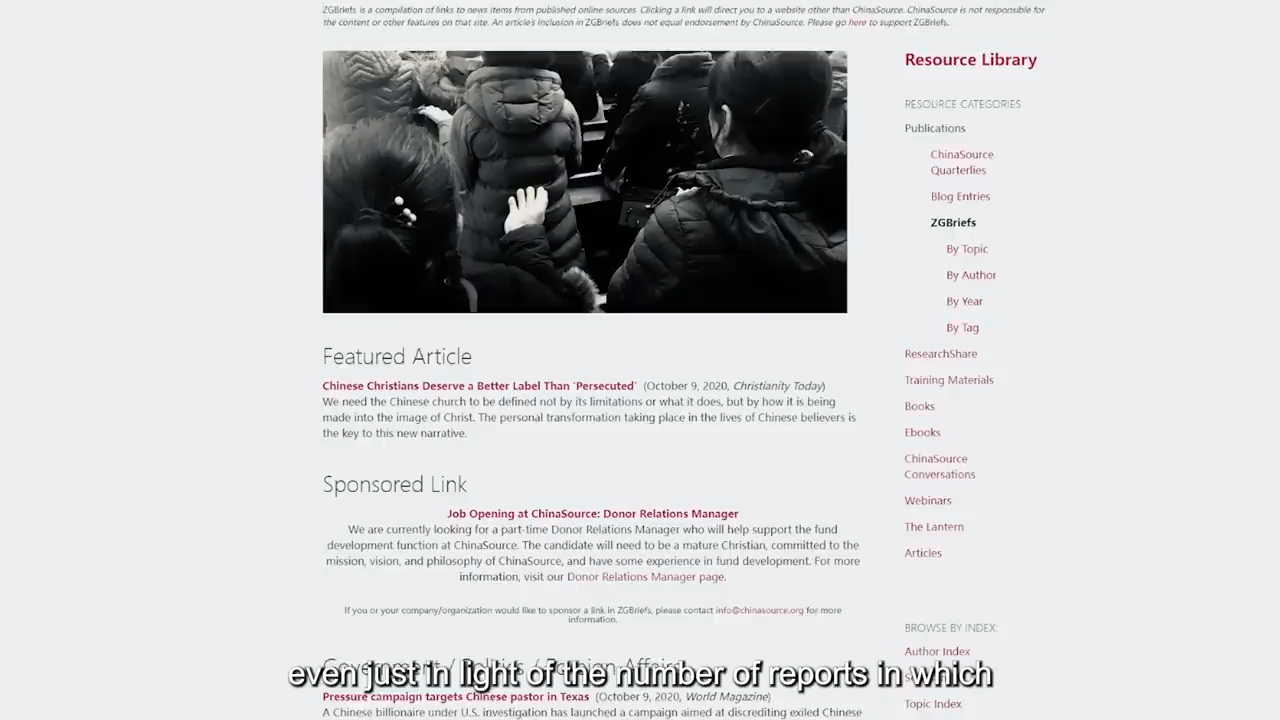 ZGBriefs is a compilation of links to news items from published online sources. Clicking a link will direct you to a website other than ChinaSource. ChinaSource is not responsible for
the content or other features on that site. An article's inclusion in ZGBriefs does not equal endorsement by ChinaSource. Please go here to support ZGBriefs.
Featured Article
Chinese Christians Deserve a Better Label Than 'Persecuted' (October 9, 2020, Christianity Today)
We need the Chinese church to be defined not by its limitations or what it does, but by how it is being
made into the image of Christ. The personal transformation taking place in the lives of Chinese believers is
the key to this new narrative.
Sponsored Link
Job Opening at ChinaSource: Donor Relations Manager
We are currently looking for a part-time Donor Relations Manager who will help support the fund
development function at ChinaSource. The candidate will need to be a mature Christian, committed to the
mission, vision, and philosophy of ChinaSource, and have some experience in fund development. For more
information, visit our Donor Relations Manager page.
If you or your company/organization would like to sponsor a link in ZGBriefs, please contact info@chinasource.org for more
information.
Government / Politics / Foreign Affairs
even just in light of the number of reports in which
Pressure campaign targets Chinese pastor in Texas (October 9, 2020, World Magazine)
A Chinese billionaire under U.S. investigation has launched a campaign aimed at discrediting exiled Chinese
Resource Library
RESOURCE CATEGORIES
Publications
ChinaSource
Quarterlies
Blog Entries
ZGBriefs
By Topic
By Author
By Year
By Tag
ResearchShare
Training Materials
Books
Ebooks
ChinaSource
Conversations
Webinars
The Lantern
Articles
BROWSE BY INDEX:
Author Index
Topic Index